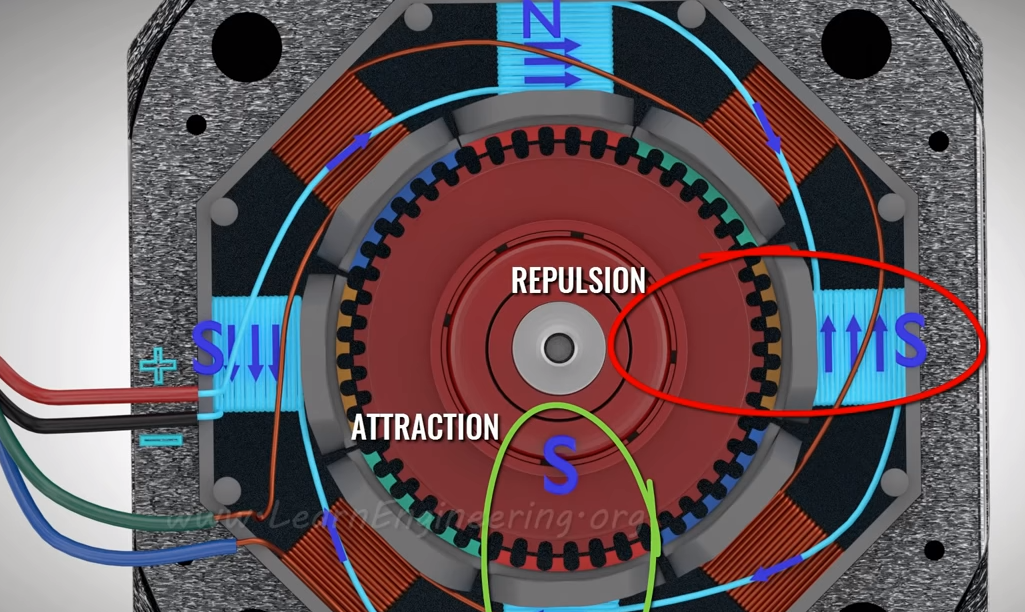 N
REPULSION
S
+
S
ATTRACTION
S
−
www.LearnEngineering.org